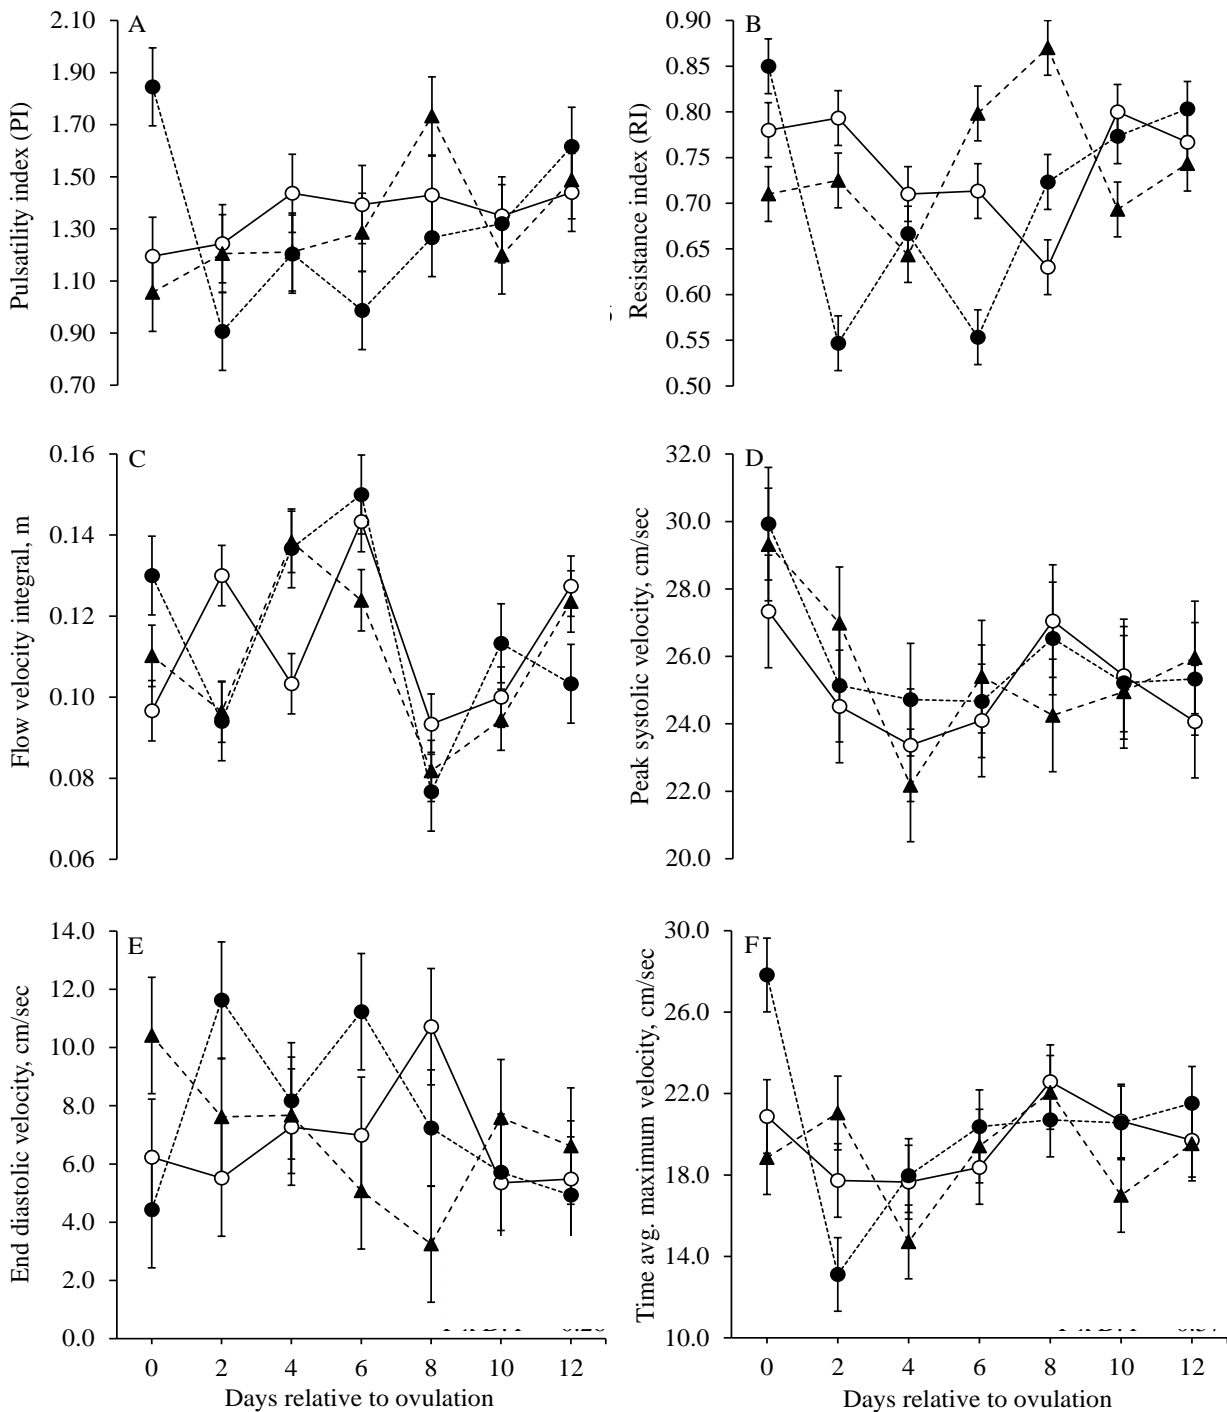 A
Pulsatility index (PI)
2.10
1.90
1.70
1.50
1.30
1.10
0.90
0.70
B
Resistance index (RI)
0.90
0.85
0.80
0.75
0.70
0.65
0.60
0.55
0.50
C
Flow velocity integral, m
0.16
0.14
0.12
0.10
0.08
0.06
D
Peak systolic velocity, cm/sec
32.0
30.0
28.0
26.0
24.0
22.0
20.0
E
End diastolic velocity, cm/sec
14.0
12.0
10.0
8.0
6.0
4.0
2.0
0.0
0 2 4 6 8 10 12
Days relative to ovulation
F
Time avg. maximum velocity, cm/sec
30.0
26.0
22.0
18.0
14.0
10.0
0 2 4 6 8 10 12
Days relative to ovulation